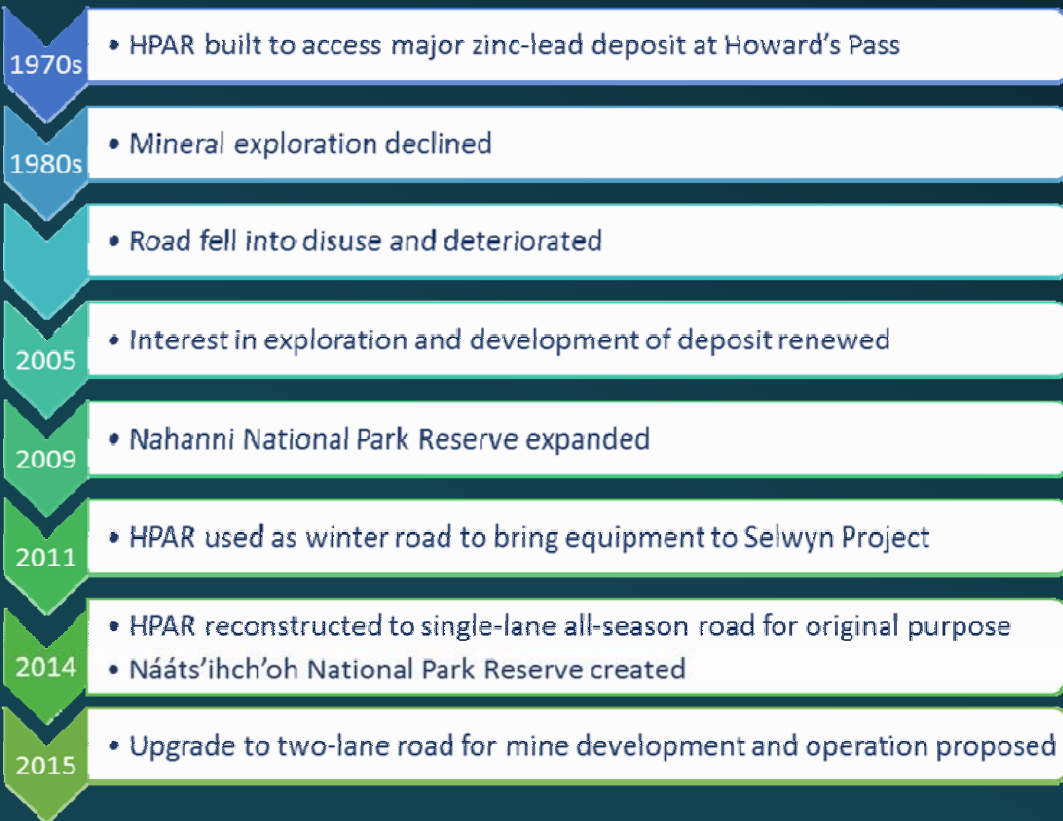 1970s
• HPAR built to access major zinc-lead deposit at Howard's Pass
1980s
• Mineral exploration declined
• Road fell into disuse and deteriorated
2005
• Interest in exploration and development of deposit renewed
2009
• Nahanni National Park Reserve expanded
2011
• HPAR used as winter road to bring equipment to Selwyn Project
2014
• HPAR reconstructed to single-lane all-season road for original purpose
• Nááts'ihch'oh National Park Reserve created
2015
• Upgrade to two-lane road for mine development and operation proposed